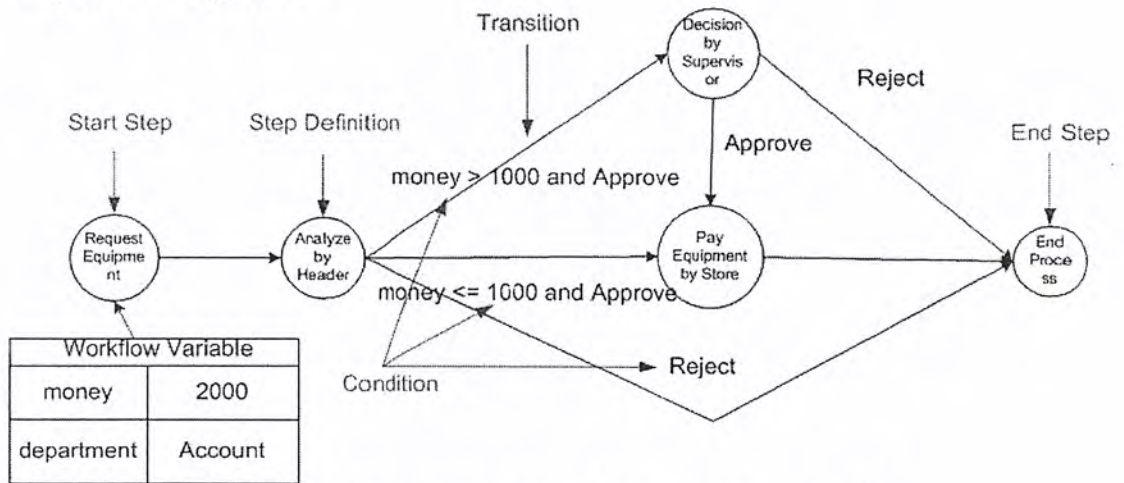 Transition
Decision
by
Supervis
or
Reject
Start Step
Step Definition
Approve
End Step
money > 1000 and Approve
Request
Equipme
nt
Analyze
by
Header
Pay
Equipment
by Store
End
Proce
ss
money <= 1000 and Approve
Workflow Variable
money 2000
department Account
Condition
Reject